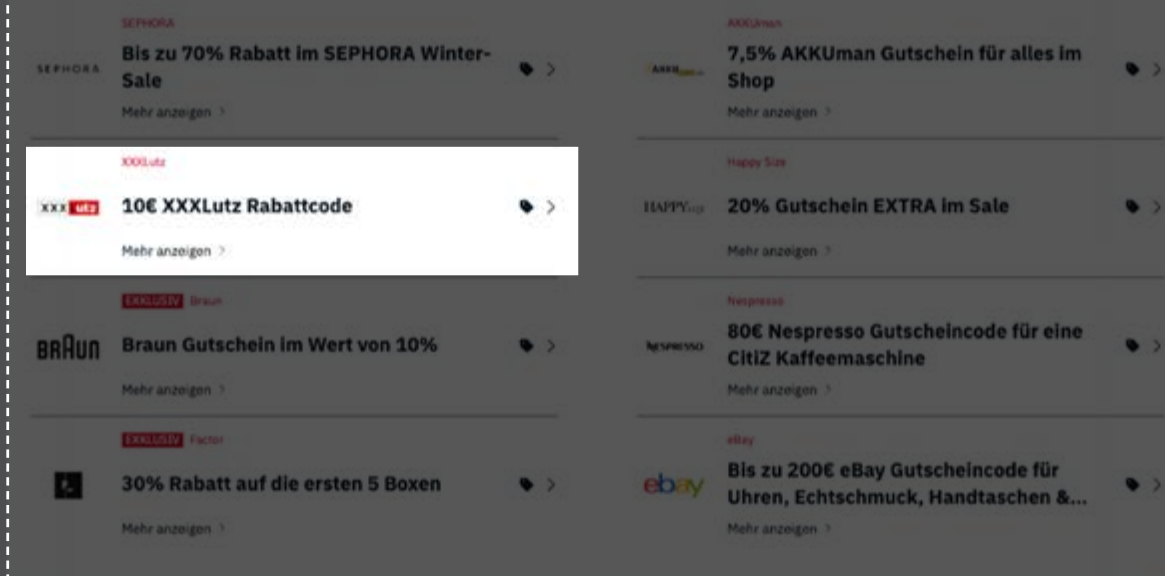 SEPHORA
SEPHORA
Bis zu 70% Rabatt im SEPHORA Winter-
Sale
Mehr anzeigen
XXXLutz
XXX Lutz
10€ XXXLutz Rabattcode
Mehr anzeigen
EXKLUSIV Braun
BRAUN
Braun Gutschein im Wert von 10%
Mehr anzeigen
EXKLUSIV Factor
30% Rabatt auf die ersten 5 Boxen
Mehr anzeigen
AKKUman
AKKU
7,5% AKKUman Gutschein für alles im
Shop
Mehr anzeigen
Happy Size
HAPPY
20% Gutschein EXTRA im Sale
Mehr anzeigen
Nespresso
NESPRESSO
80€ Nespresso Gutscheincode für eine
CitiZ Kaffeemaschine
Mehr anzeigen
eBay
ebay
Bis zu 200€ eBay Gutscheincode für
Uhren, Echtschmuck, Handtaschen &...
Mehr anzeigen